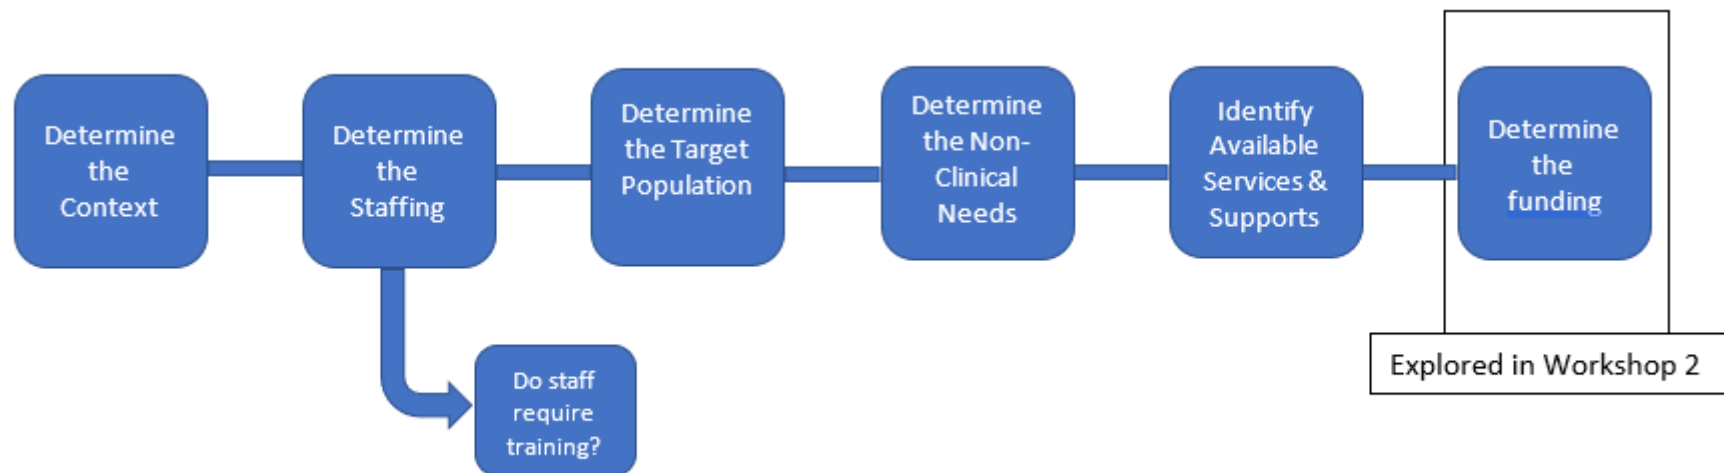 Determine
the
Context
Determine
the
Staffing
Determine
the Target
Population
Determine
the Non-
Clinical
Needs
Identify
Available
Services &
Supports
Determine
the
funding
Do staff
require
training?
Explored in Workshop 2